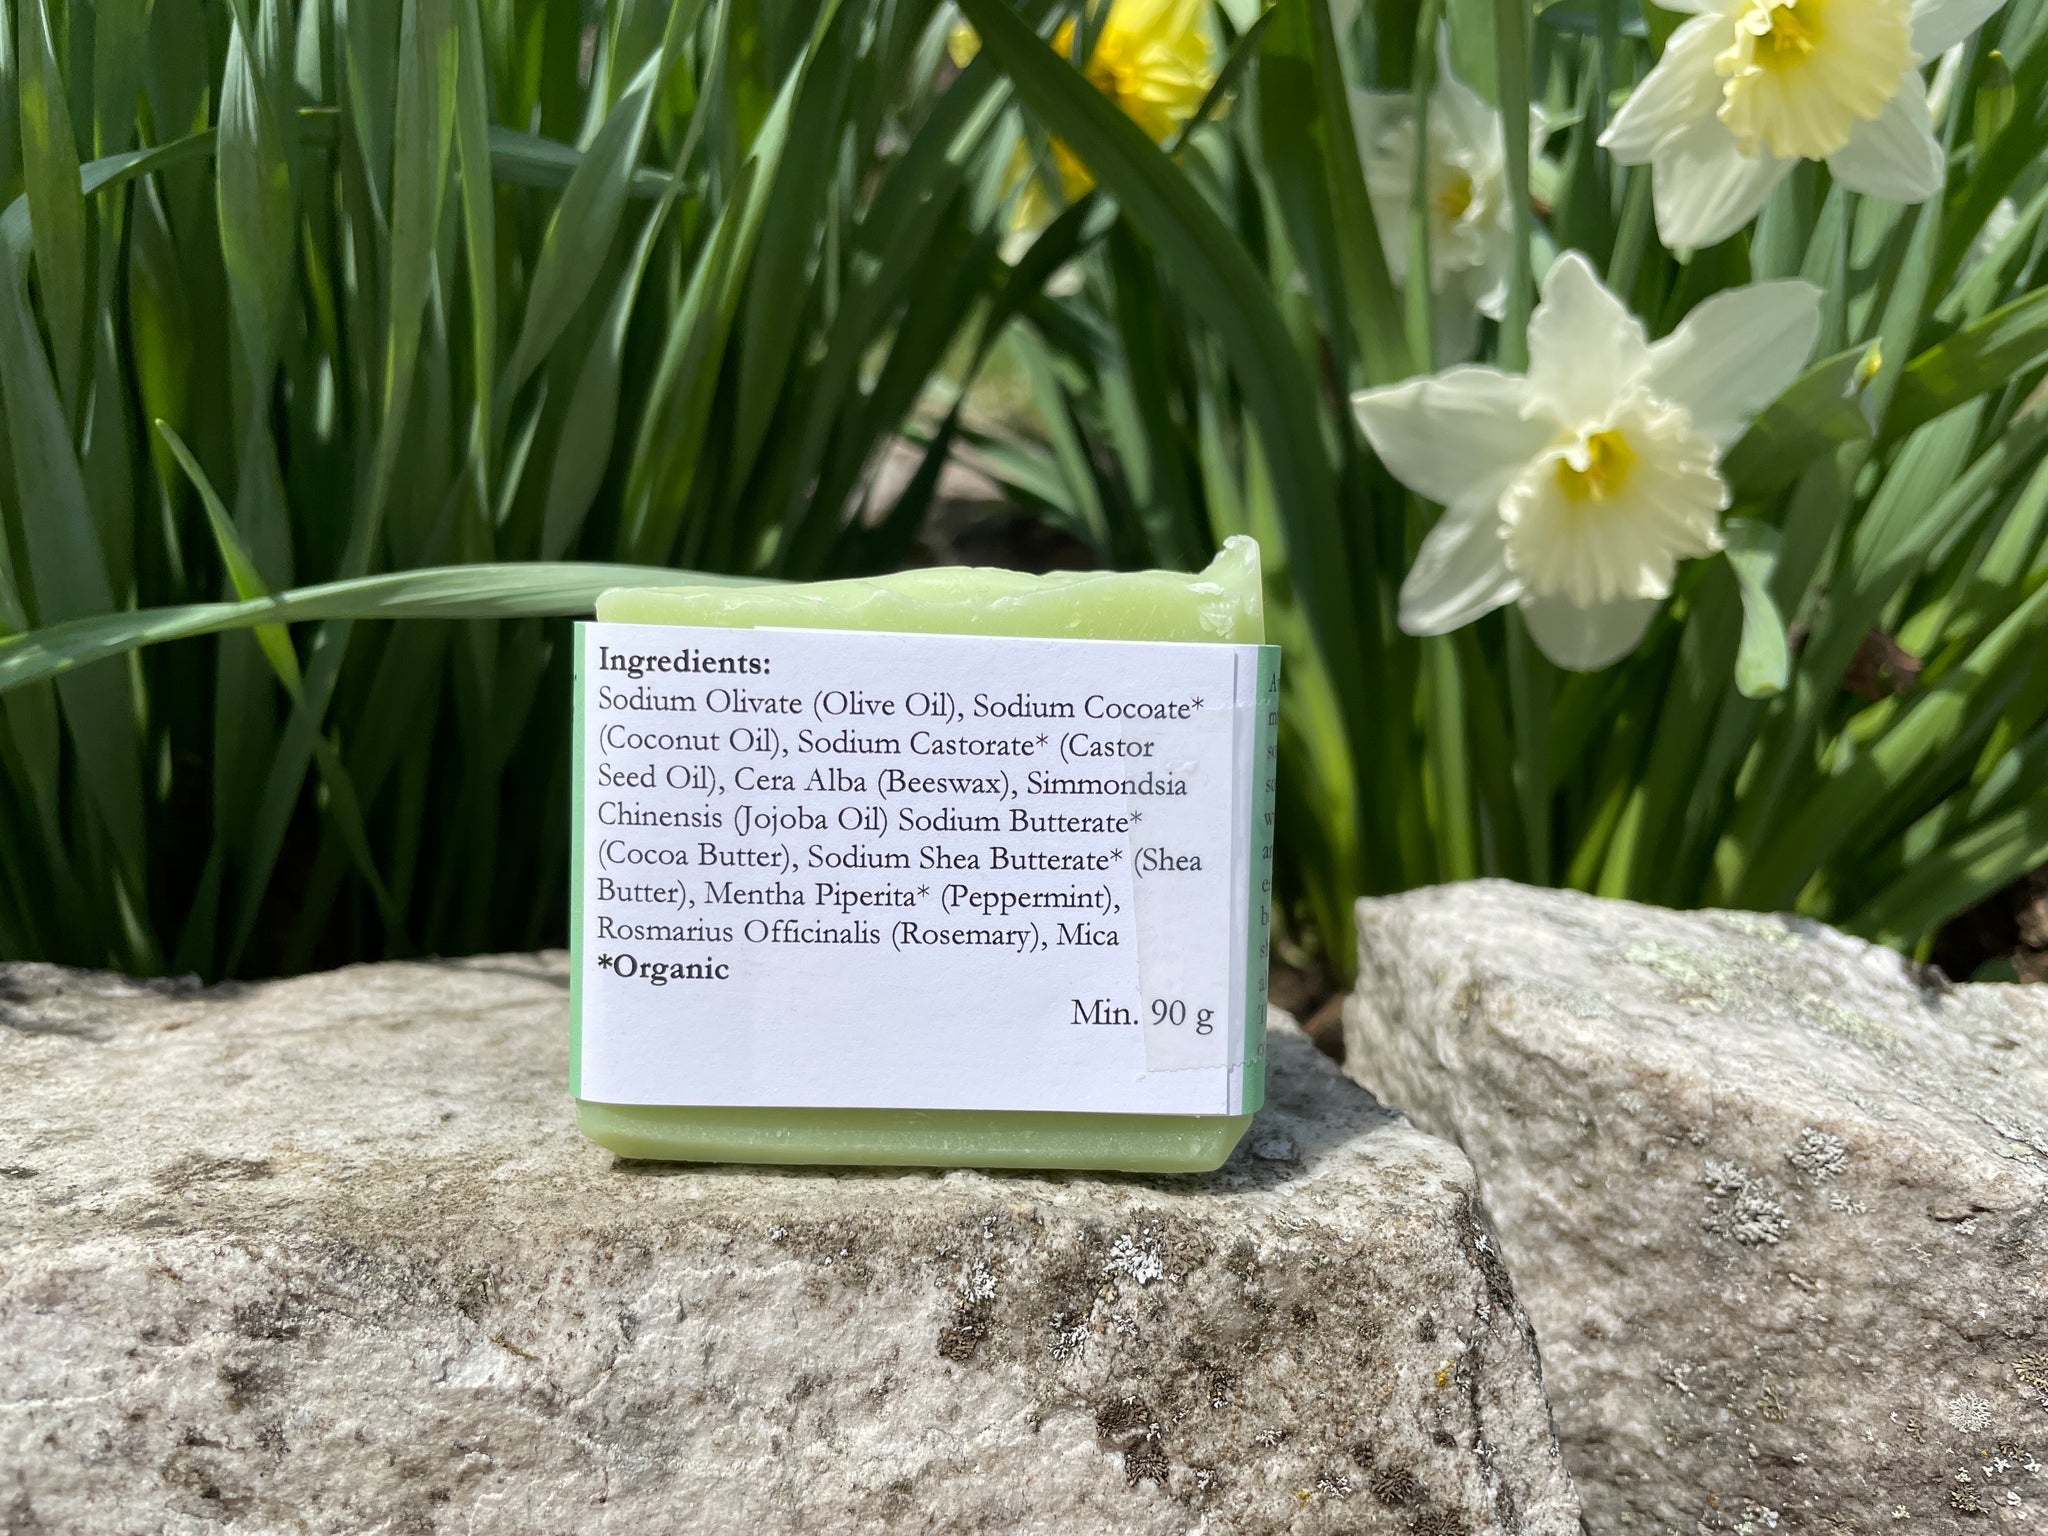 Ingredients:
Sodium Olivate (Olive Oil), Sodium Cocoate*
(Coconut Oil), Sodium Castorate* (Castor
Seed Oil), Cera Alba (Beeswax), Simmondsia
Chinensis (Jojoba Oil) Sodium Butterate*
(Cocoa Butter), Sodium Shea Butterate* (Shea
Butter), Mentha Piperita* (Peppermint),
Rosmarius Officinalis (Rosemary), Mica
*Organic
Min. 90 g